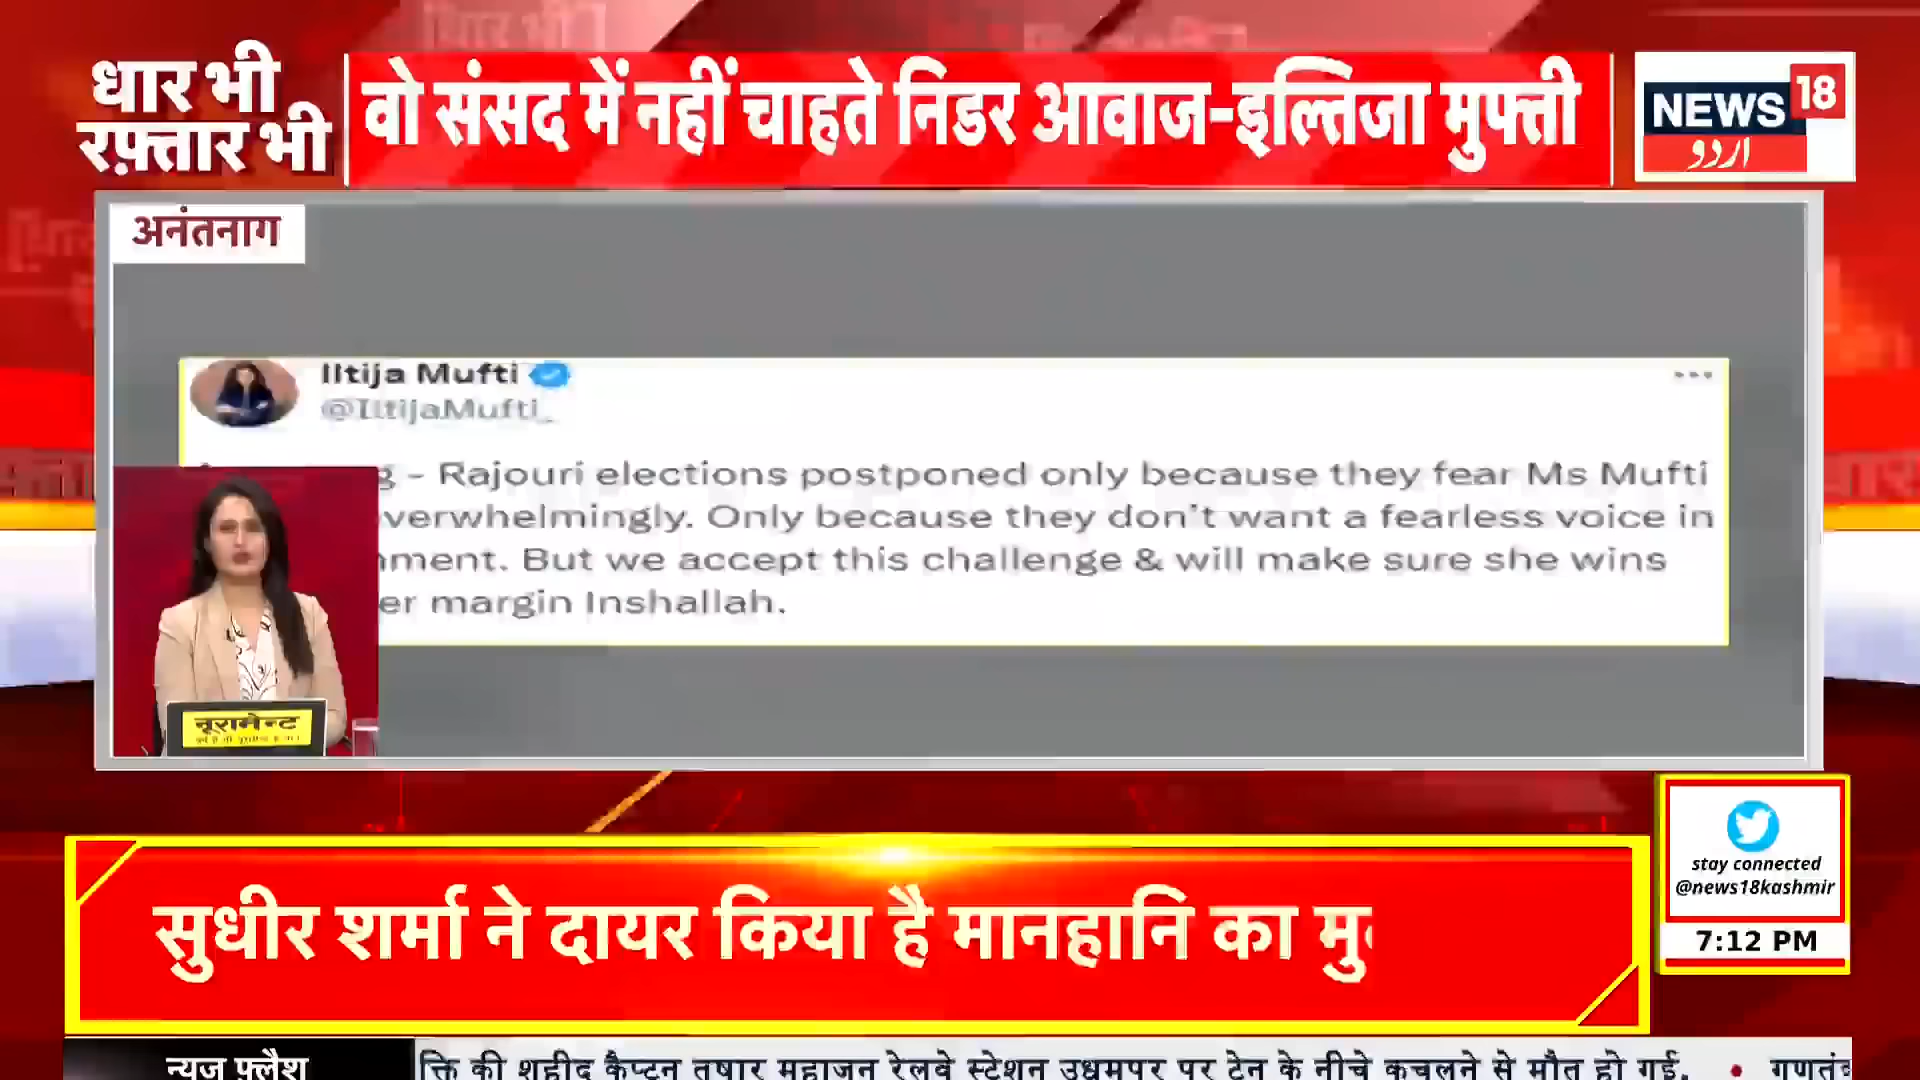 धार भी
रफ़्तार भी
वो संसद में नहीं चाहते निडर आवाज-इल्तिजा मुफ्ती
NEWS 18
اردو
अनंतनाग
Iltija Mufti
@IltijaMufti_
- Rajouri elections postponed only because they fear Ms Mufti
verwhelmingly. Only because they don't want a fearless voice in
nment. But we accept this challenge & will make sure she wins
er margin Inshallah.
नूरामेन्ट
stay connected
@news18kashmir
7:12 PM
सुधीर शर्मा ने दायर किया है मानहानि का
न्यूज फ़्लैश
क्ति की शहीद कैप्टन तुषार महाजन रेलवे स्टेशन उधमपुर पर ट्रेन के नीचे कुचलने से मौत हो गई. •